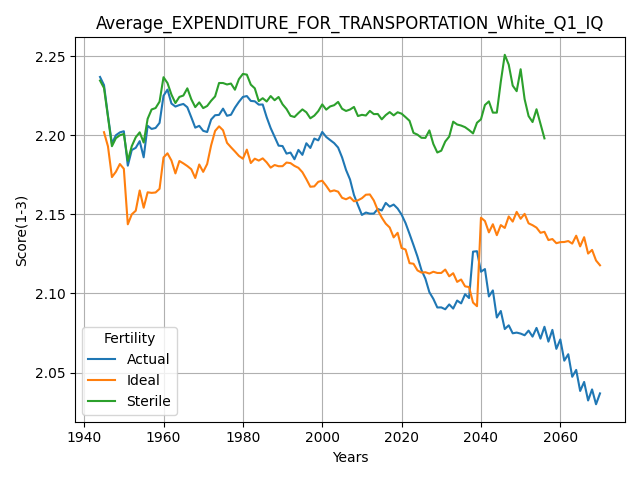 Average_EXPENDITURE_FOR_TRANSPORTATION_White_Q1_IQ
2.25
2.20
2.15
2.10
2.05
Score(1-3)
Fertility
Actual
Ideal
Sterile
1940
1960
1980
2000
2020
2040
2060
Years